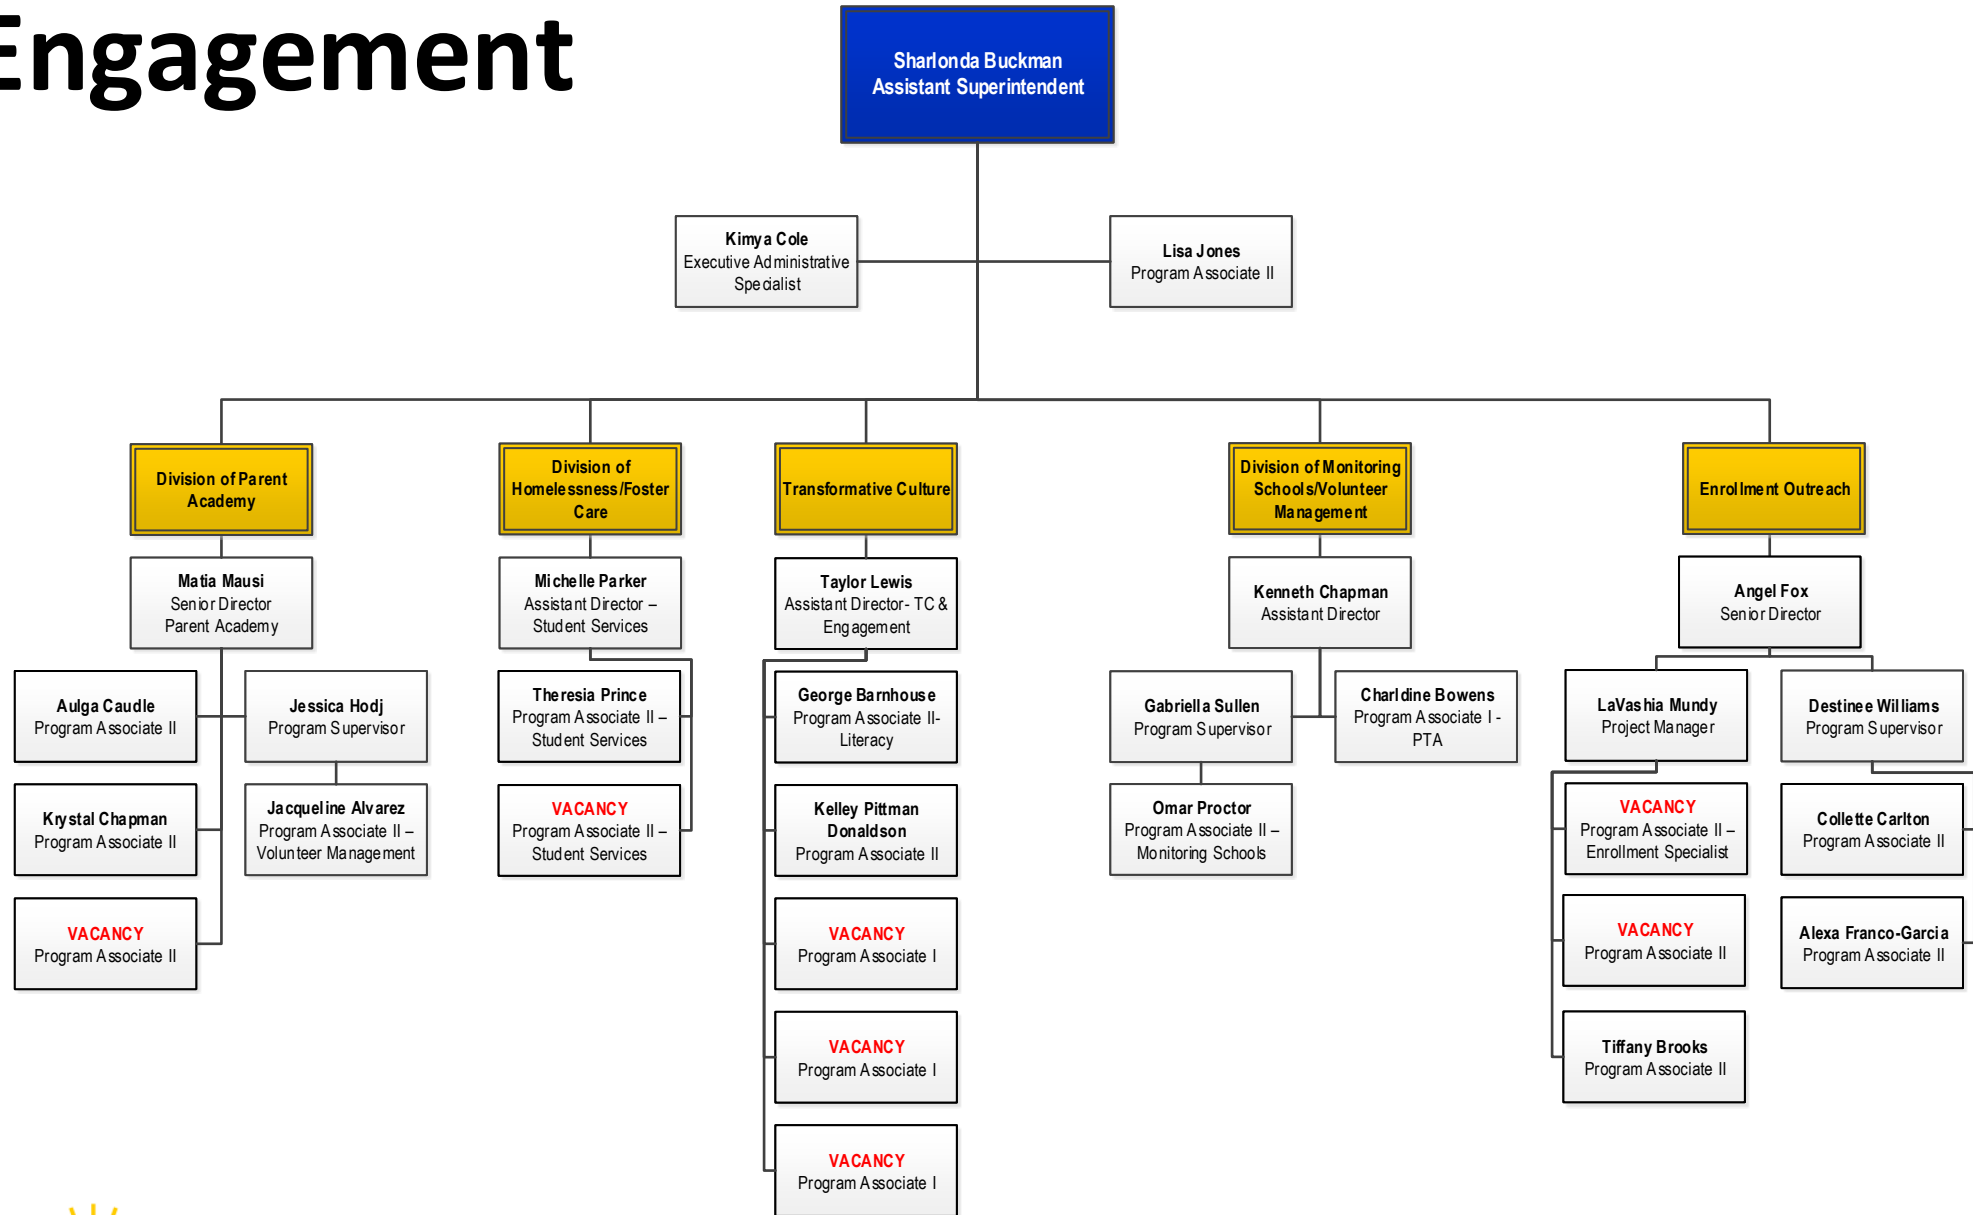 Engagement
Sharlonda Buckman
Assistant Superintendent
Kimya Cole
Executive Administrative
Specialist
Lisa Jones
Program Associate II
Division of Parent
Academy
Division of
Homelessness/Foster
Care
Transformative Culture
Division of Monitoring
Schools/Volunteer
Management
Enrollment Outreach
Matia Mausi
Senior Director
Parent Academy
Michelle Parker
Assistant Director –
Student Services
Taylor Lewis
Assistant Director- TC &
Engagement
Kenneth Chapman
Assistant Director
Angel Fox
Senior Director
Aulga Caudle
Program Associate II
Jessica Hodj
Program Supervisor
Theresia Prince
Program Associate II –
Student Services
George Barnhouse
Program Associate II-
Literacy
Gabriella Sullen
Program Supervisor
Charldine Bowens
Program Associate I -
PTA
LaVashia Mundy
Project Manager
Destinee Williams
Program Supervisor
Krystal Chapman
Program Associate II
Jacqueline Alvarez
Program Associate II –
Volunteer Management
VACANCY
Program Associate II –
Student Services
Kelley Pittman
Donaldson
Program Associate II
Omar Proctor
Program Associate II –
Monitoring Schools
VACANCY
Program Associate II –
Enrollment Specialist
Collette Carlton
Program Associate II
VACANCY
Program Associate II
VACANCY
Program Associate I
VACANCY
Program Associate II
Alexa Franco-Garcia
Program Associate II
VACANCY
Program Associate I
Tiffany Brooks
Program Associate II
VACANCY
Program Associate I